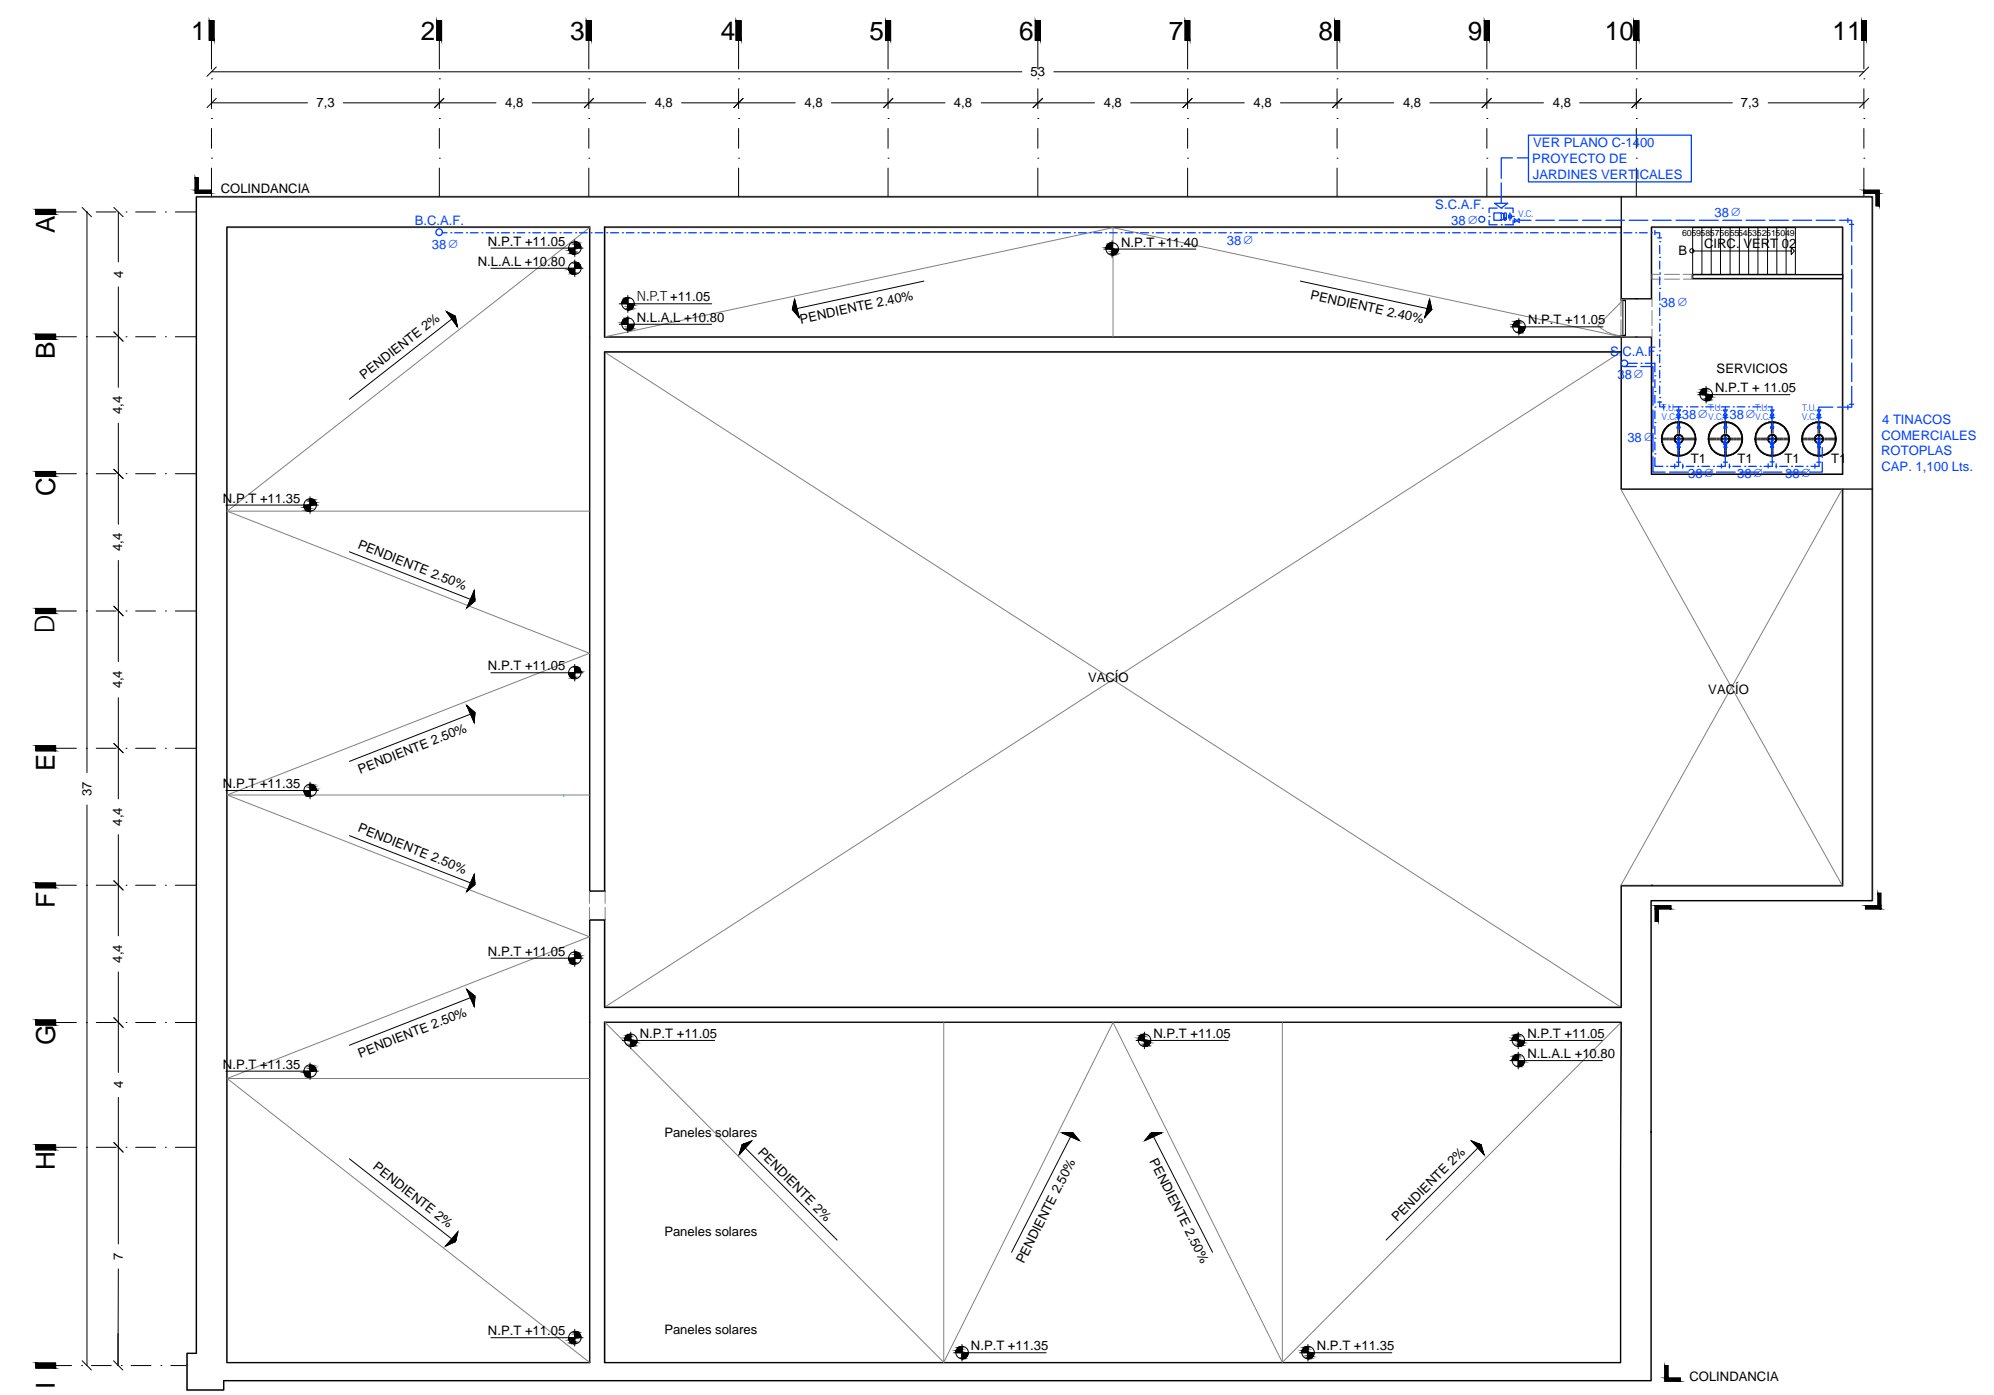 1 2 3 4 5 6 7 8 9 10 11
53
7,3 4,8 4,8 4,8 4,8 4,8 4,8 4,8 4,8 7,3
VER PLANO C-1400
PROYECTO DE
JARDINES VERTICALES
COLINDANCIA
A
B
C
D
E
F
G
H
I
37
4
4,4
4,4
4,4
4,4
4,4
4
7
B.C.A.F.
38 Ø
S.C.A.F.
38 Ø
V.C.
38 Ø
38 Ø
N.P.T +11.05
N.L.A.L +10.80
N.P.T +11.40
N.P.T +11.05
N.L.A.L +10.80
PENDIENTE 2.40%
PENDIENTE 2.40%
N.P.T +11.05
605958575655545352515049
CIRC. VERT 02
B
38 Ø
S.C.A.F.
38 Ø
SERVICIOS
N.P.T + 11.05
T.U.
V.C.
38 Ø
T.U.
V.C.
38 Ø
T.U.
V.C.
T.U.
V.C.
38 Ø
T1 T1 T1 T1
38 Ø 38 Ø 38 Ø
4 TINACOS
COMERCIALES
ROTOPLAS
CAP. 1,100 Lts.
PENDIENTE 2%
N.P.T +11.35
PENDIENTE 2.50%
N.P.T +11.05
PENDIENTE 2.50%
N.P.T +11.35
PENDIENTE 2.50%
N.P.T +11.05
PENDIENTE 2.50%
N.P.T +11.35
PENDIENTE 2%
N.P.T +11.05
VACÍO
VACÍO
N.P.T +11.05
N.P.T +11.05
N.P.T +11.05
N.L.A.L +10.80
Paneles solares
Paneles solares
Paneles solares
PENDIENTE 2%
PENDIENTE 2.50%
PENDIENTE 2.50%
PENDIENTE 2%
N.P.T +11.35
N.P.T +11.35
COLINDANCIA